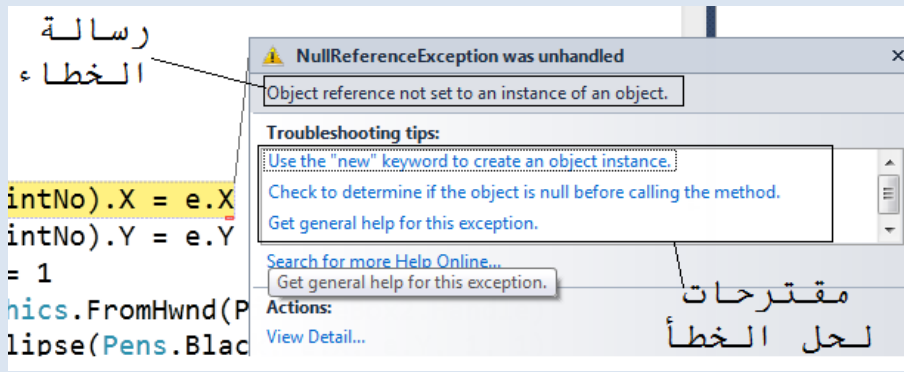 رسالة
الخطاء
NullReferenceException was unhandled
Object reference not set to an instance of an object.
Troubleshooting tips:
Use the "new" keyword to create an object instance.
Check to determine if the object is null before calling the method.
Get general help for this exception.
Search for more Help Online...
Get general help for this exception.
Actions:
View Detail...
intNo).X = e.X
intNo).Y = e.Y
= 1
hics.FromHwnd(P
lipse(Pens.Blac
مقترحات
لحل الخطأ